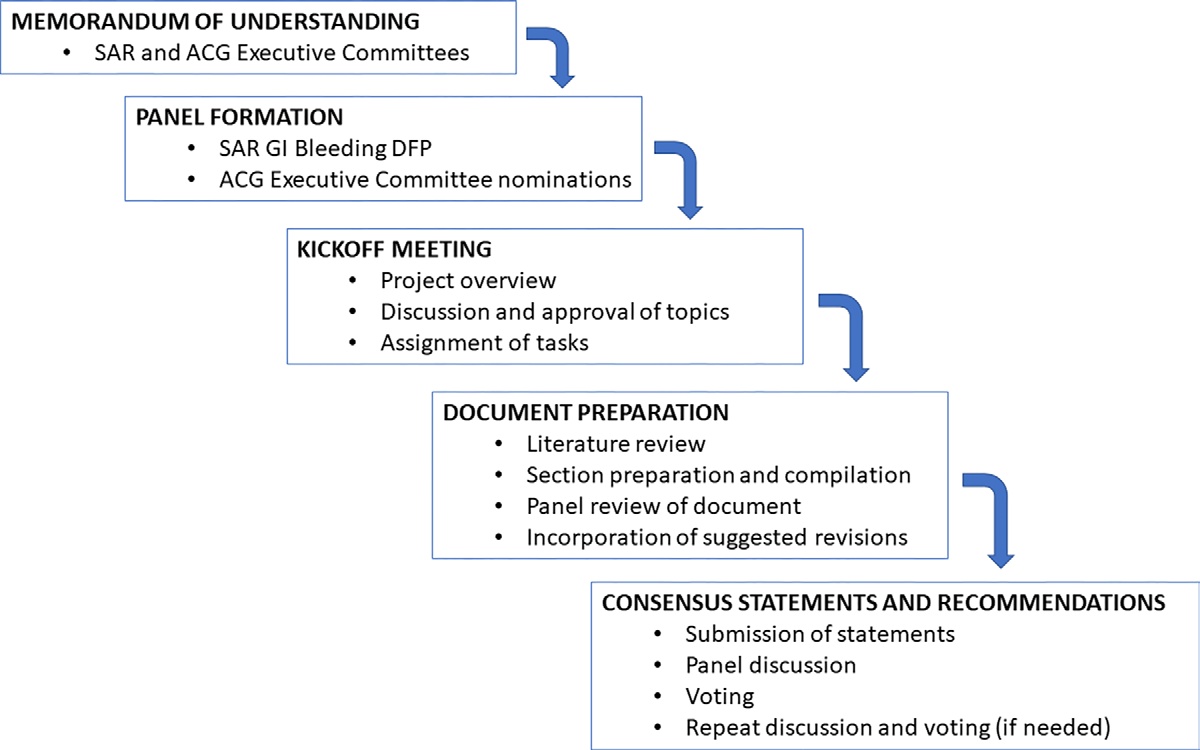 MEMORANDUM OF UNDERSTANDING
• SAR and ACG Executive Committees
PANEL FORMATION
• SAR GI Bleeding DFP
• ACG Executive Committee nominations
KICKOFF MEETING
• Project overview
• Discussion and approval of topics
• Assignment of tasks
DOCUMENT PREPARATION
• Literature review
• Section preparation and compilation
• Panel review of document
• Incorporation of suggested revisions
CONSENSUS STATEMENTS AND RECOMMENDATIONS
• Submission of statements
• Panel discussion
• Voting
• Repeat discussion and voting (if needed)